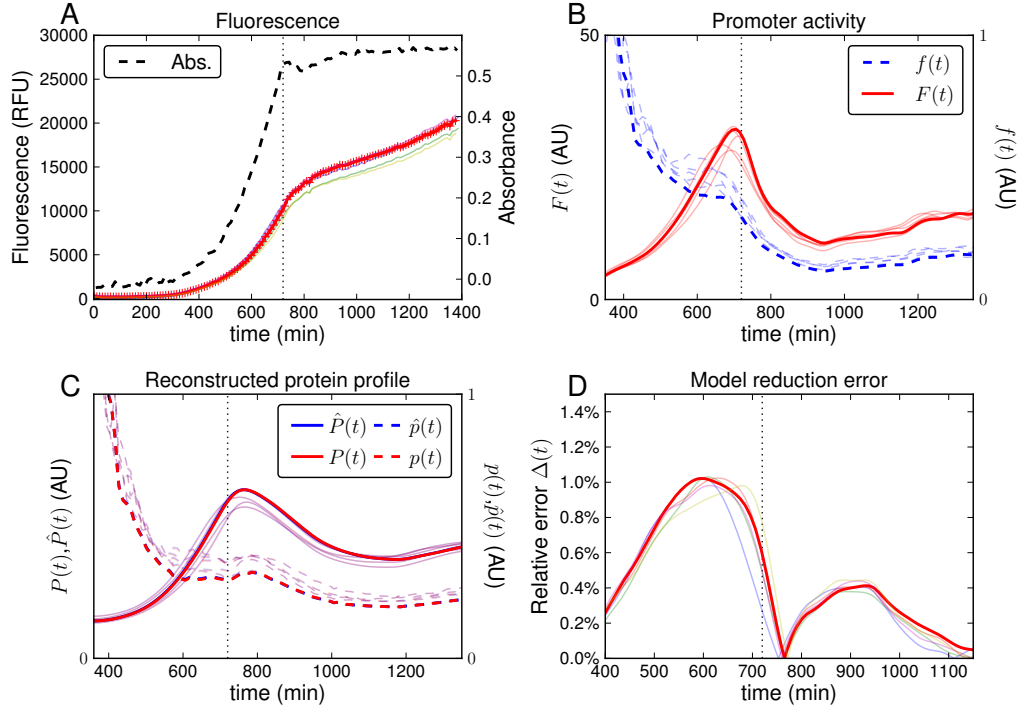 A
Fluorescence
Abs.
30000
25000
20000
15000
10000
5000
0
Fluorescence (RFU)
0.5
0.4
0.3
0.2
0.1
0.0
Absorbance
0 200 400 600 800 1000 1200 1400
time (min)
B
Promoter activity
f(t)
F(t)
50
0
F(t) (AU)
1
0
f(t) (AU)
400 600 800 1000 1200
time (min)
C
Reconstructed protein profile
P̂(t) p̂(t)
P(t) p(t)
0
P(t),P̂(t) (AU)
1
0
p(t),p̂(t) (AU)
400 600 800 1000 1200
time (min)
D
Model reduction error
1.4%
1.2%
1.0%
0.8%
0.6%
0.4%
0.2%
0.0%
Relative error Δ(t)
400 500 600 700 800 900 1000 1100
time (min)